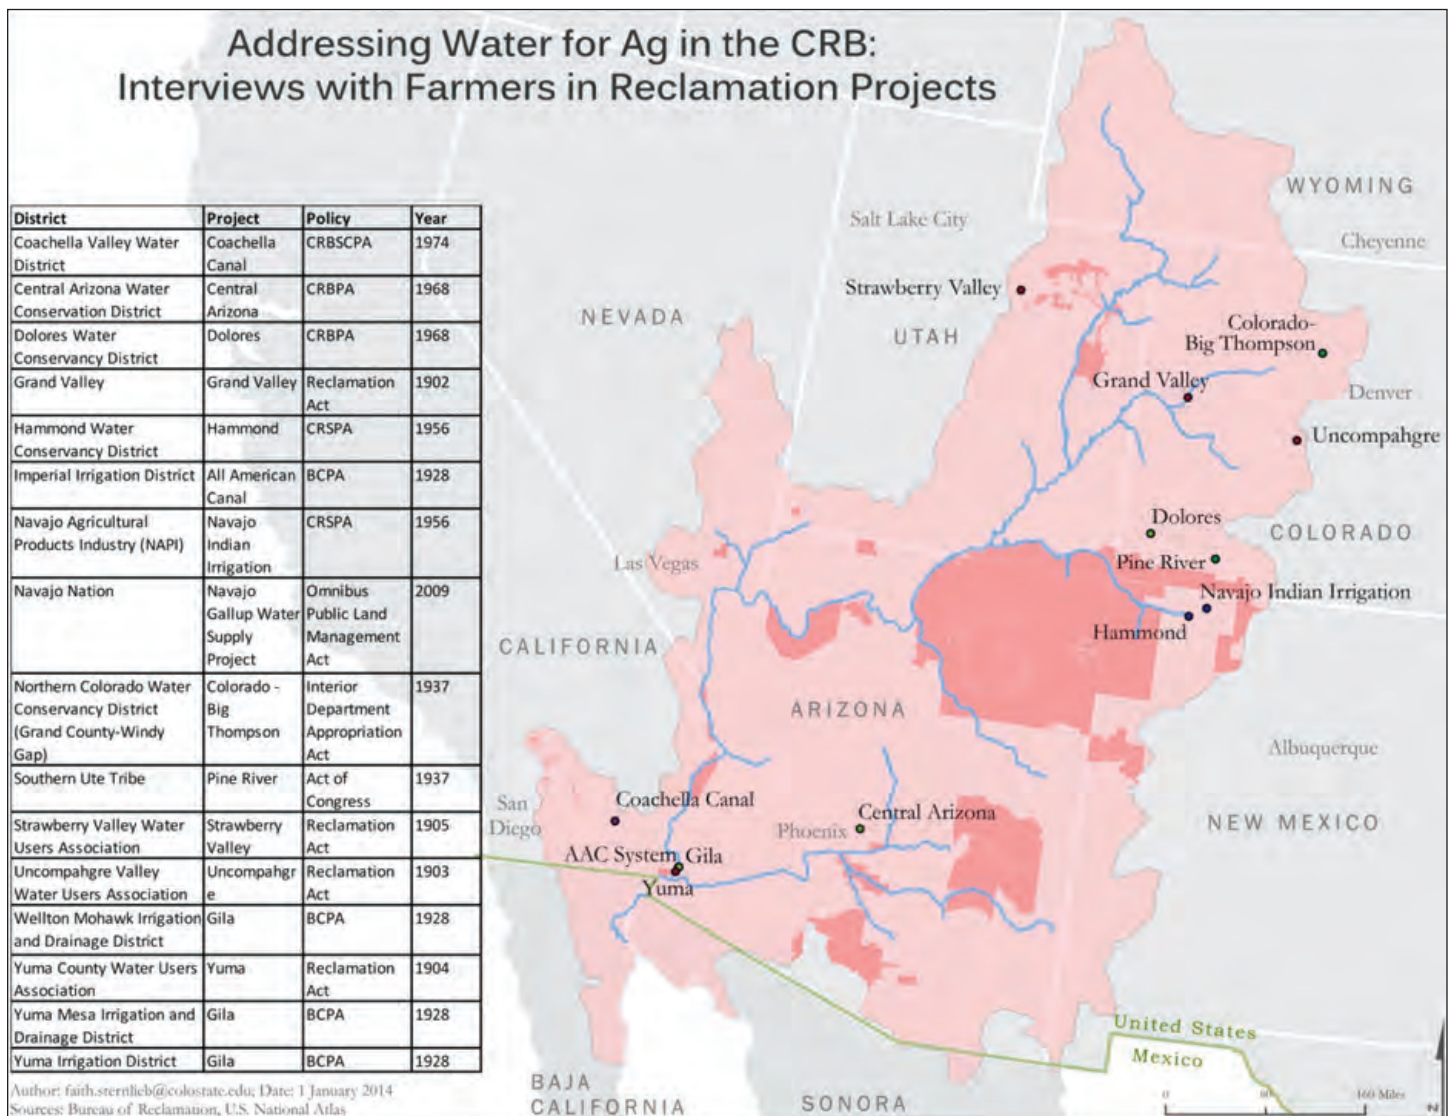 Addressing Water for Ag in the CRB:
Interviews with Farmers in Reclamation Projects
District Project Policy Year
Coachella Valley Water Coachella CRBSCPA 1974
District Canal
Central Arizona Water Central CRBPA 1968
Conservation District Arizona
Dolores Water Dolores CRBPA 1968
Conservancy District
Grand Valley Grand Valley Reclamation 1902
Act
Hammond Water Hammond CRSPA 1956
Conservancy District
Imperial Irrigation District All American BCPA 1928
Canal
Navajo Agricultural Navajo CRSPA 1956
Products Industry (NAPI) Indian
Irrigation
Navajo Nation Navajo Omnibus 2009
Gallup Water Public Land
Supply Management
Project Act
Northern Colorado Water Colorado - Interior 1937
Conservancy District Big Department
(Grand County-Windy Thompson Appropriation
Gap) Act
Southern Ute Tribe Pine River Act of 1937
Congress
Strawberry Valley Water Strawberry Reclamation 1905
Users Association Valley Act
Uncompahgre Valley Uncompahgr Reclamation 1903
Water Users Association e Act
Wellton Mohawk Irrigation Gila BCPA 1928
and Drainage District
Yuma County Water Users Yuma Reclamation 1904
Association Act
Yuma Mesa Irrigation and Gila BCPA 1928
Drainage District
Yuma Irrigation District Gila BCPA 1928
Author: faith.sternlieb@colostate.edu; Date: 1 January 2014
Sources: Bureau of Reclamation, U.S. National Atlas
WYOMING
Salt Lake City
Cheyenne
Strawberry Valley
NEVADA
UTAH
Colorado-
Big Thompson
Grand Valley
Denver
Uncompahgre
Dolores
COLORADO
Las Vegas
Pine River
Navajo Indian Irrigation
Hammond
CALIFORNIA
ARIZONA
Albuquerque
San
Diego
Coachella Canal
Phoenix
Central Arizona
NEW MEXICO
AAC System
Gila
Yuma
United States
Mexico
BAJA
CALIFORNIA
SONORA
0 80 160 Miles
N